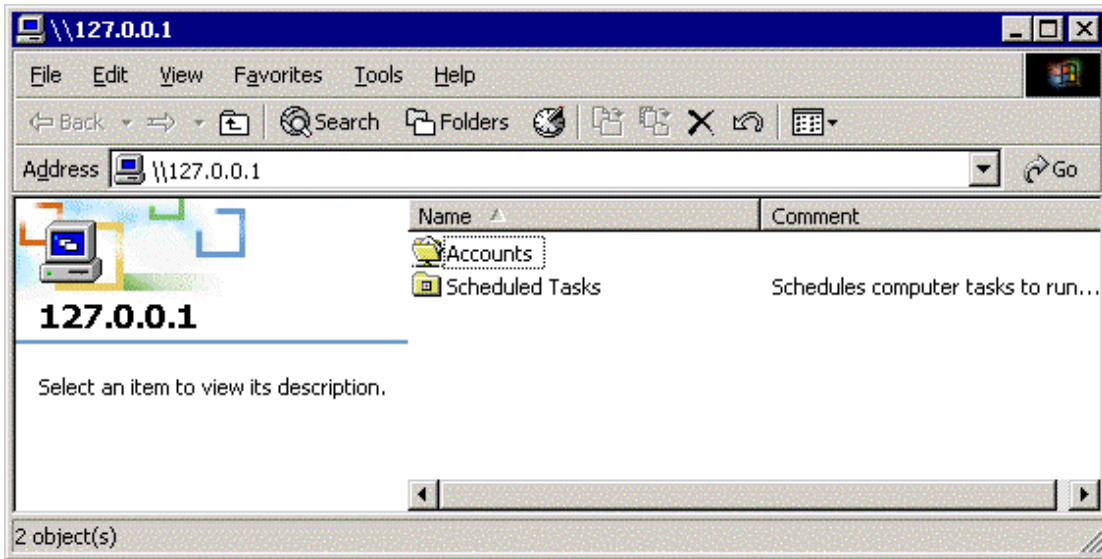 \\127.0.0.1
File Edit View Favorites Tools Help
Back Search Folders
Address \\127.0.0.1 Go
Name Comment
Accounts
Scheduled Tasks Schedules computer tasks to run...
127.0.0.1
Select an item to view its description.
2 object(s)